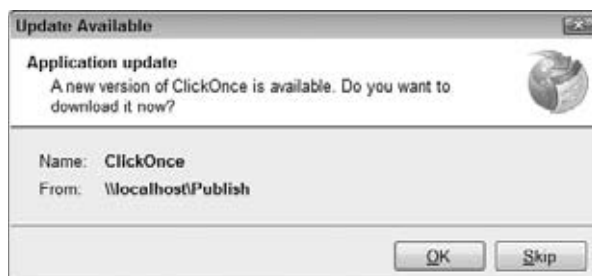 Update Available
Application update
A new version of ClickOnce is available. Do you want to
download it now?
Name: ClickOnce
From: \\localhost\Publish
OK Skip